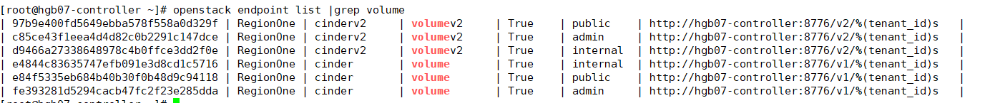 [root@hgb07-controller ~]# openstack endpoint list |grep volume
| 97b9e400fd5649ebba578f558a0d329f | RegionOne | cinderv2 | volumev2 | True | public | http://hgb07-controller:8776/v2/%(tenant_id)s |
| c85ce43f1eea4d4d82c0b2291c147dce | RegionOne | cinderv2 | volumev2 | True | admin | http://hgb07-controller:8776/v2/%(tenant_id)s |
| d9466a27338648978c4b0ffce3dd2f0e | RegionOne | cinderv2 | volumev2 | True | internal | http://hgb07-controller:8776/v2/%(tenant_id)s |
| e4844c83635747efb091e3d8cd1c5716 | RegionOne | cinder | volume | True | internal | http://hgb07-controller:8776/v1/%(tenant_id)s |
| e84f5335eb684b40b30f0b48d9c94118 | RegionOne | cinder | volume | True | public | http://hgb07-controller:8776/v1/%(tenant_id)s |
| fe393281d5294cacb47fc2f23e285dda | RegionOne | cinder | volume | True | admin | http://hgb07-controller:8776/v1/%(tenant_id)s |
[root@hgb07-controller ~]#